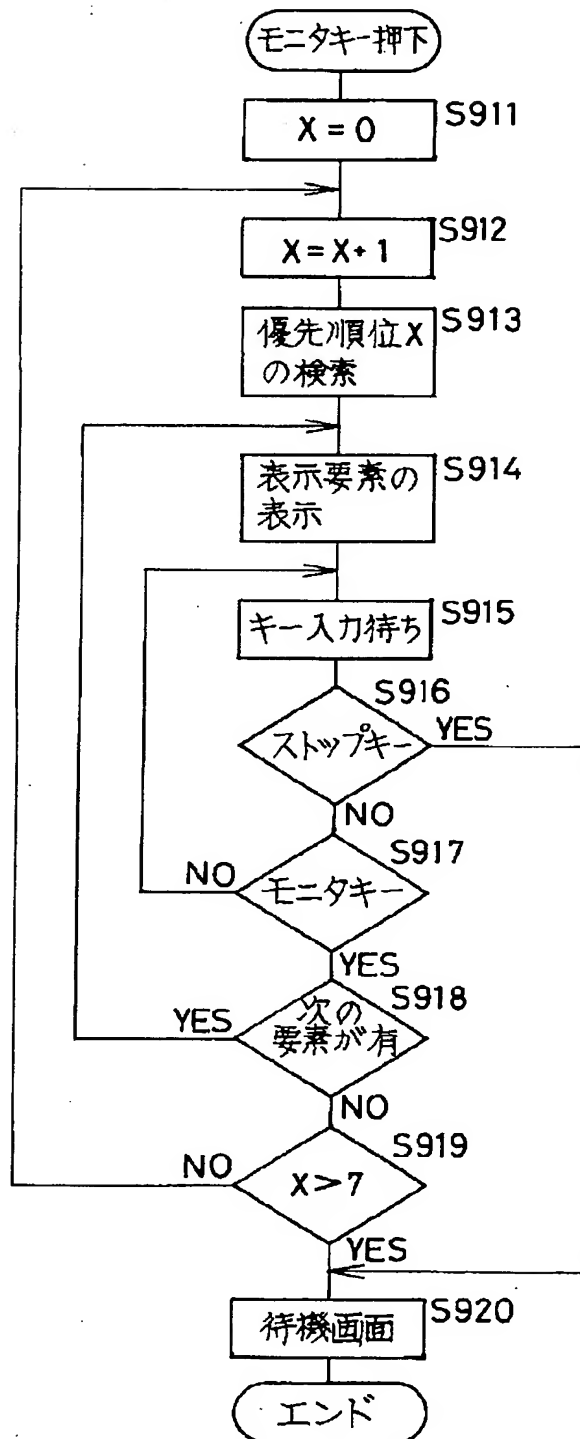 モニタキー押下
X = 0
S911
X = X + 1
S912
優先順位X
の検索
S913
表示要素の
表示
S914
キー入力待ち
S915
S916
ストップキー
YES
NO
S917
モニタキー
NO
YES
S918
次の
要素が有
YES
NO
S919
X > 7
NO
YES
待機画面
S920
エンド